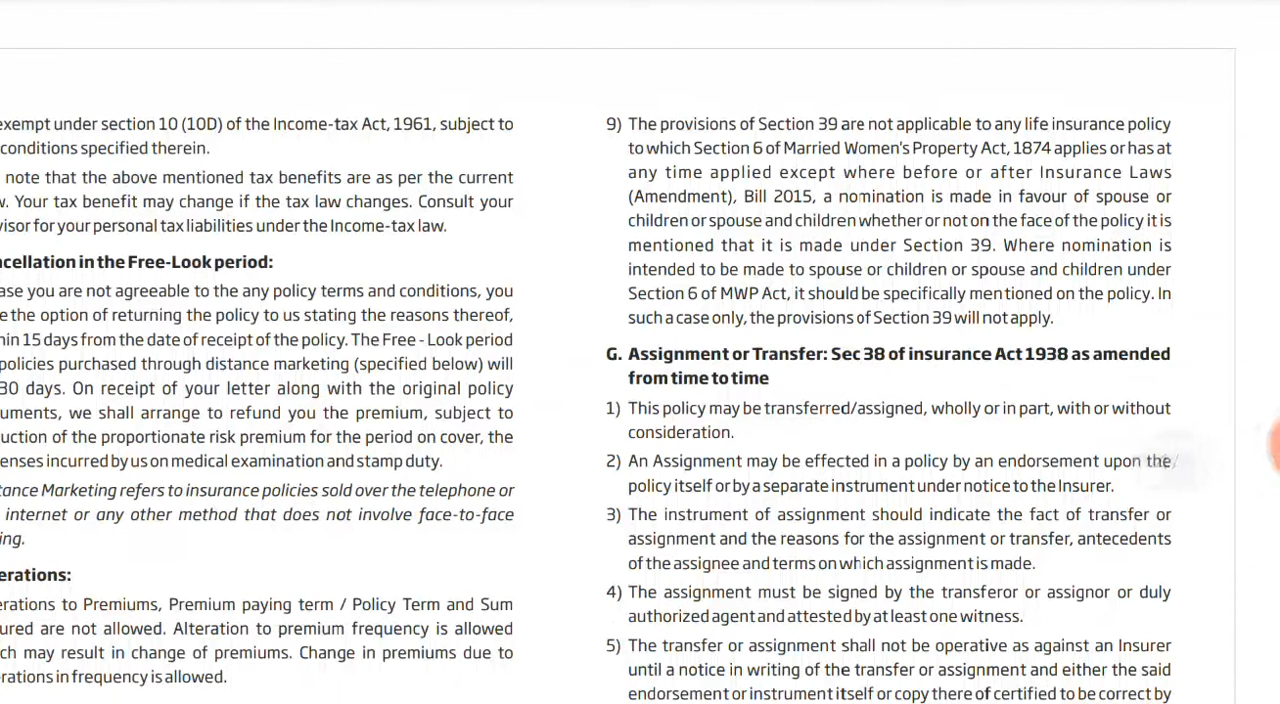 exempt under section 10 (10D) of the Income-tax Act, 1961, subject to
conditions specified therein.
note that the above mentioned tax benefits are as per the current
Your tax benefit may change if the tax law changes. Consult your
for your personal tax liabilities under the Income-tax law.
in the Free-Look period:
you are not agreeable to the any policy terms and conditions, you
the option of returning the policy to us stating the reasons thereof,
15 days from the date of receipt of the policy. The Free - Look period
policies purchased through distance marketing (specified below) will
30 days. On receipt of your letter along with the original policy
we shall arrange to refund you the premium, subject to
of the proportionate risk premium for the period on cover, the
incurred by us on medical examination and stamp duty.
Marketing refers to insurance policies sold over the telephone or
internet or any other method that does not involve face-to-face
to Premiums, Premium paying term / Policy Term and Sum
are not allowed. Alteration to premium frequency is allowed
may result in change of premiums. Change in premiums due to
in frequency is allowed.
9) The provisions of Section 39 are not applicable to any life insurance policy
to which Section 6 of Married Women's Property Act, 1874 applies or has at
any time applied except where before or after Insurance Laws
(Amendment), Bill 2015, a nomination is made in favour of spouse or
children or spouse and children whether or not on the face of the policy it is
mentioned that it is made under Section 39. Where nomination is
intended to be made to spouse or children or spouse and children under
Section 6 of MWP Act, it should be specifically mentioned on the policy. In
such a case only, the provisions of Section 39 will not apply.
G. Assignment or Transfer: Sec 38 of insurance Act 1938 as amended
from time to time
1) This policy may be transferred/assigned, wholly or in part, with or without
consideration.
2) An Assignment may be effected in a policy by an endorsement upon the
policy itself or by a separate instrument under notice to the Insurer.
3) The instrument of assignment should indicate the fact of transfer or
assignment and the reasons for the assignment or transfer, antecedents
of the assignee and terms on which assignment is made.
4) The assignment must be signed by the transferor or assignor or duly
authorized agent and attested by at least one witness.
5) The transfer or assignment shall not be operative as against an Insurer
until a notice in writing of the transfer or assignment and either the said
endorsement or instrument itself or copy there of certified to be correct by